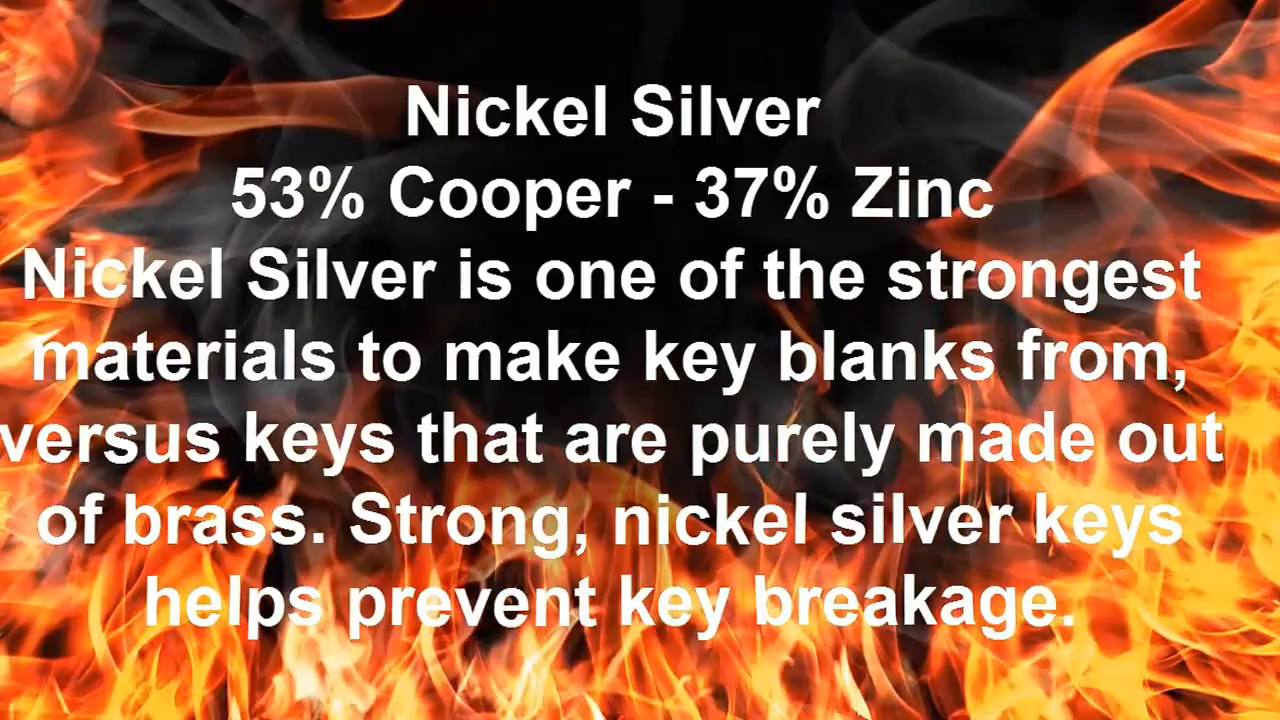 Nickel Silver
53% Cooper - 37% Zinc
Nickel Silver is one of the strongest
materials to make key blanks from,
versus keys that are purely made out
of brass. Strong, nickel silver keys
helps prevent key breakage.